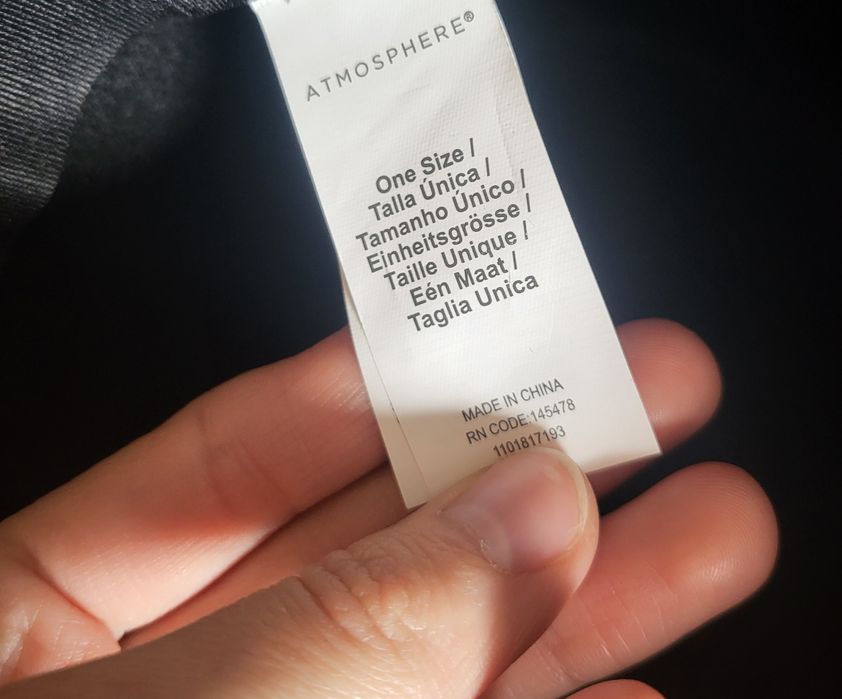 ATMOSPHERE®
One Size /
Talla Única /
Tamanho Único /
Einheitsgrösse /
Taille Unique /
Eén Maat /
Taglia Unica
MADE IN CHINA
RN CODE:145478
1101817193